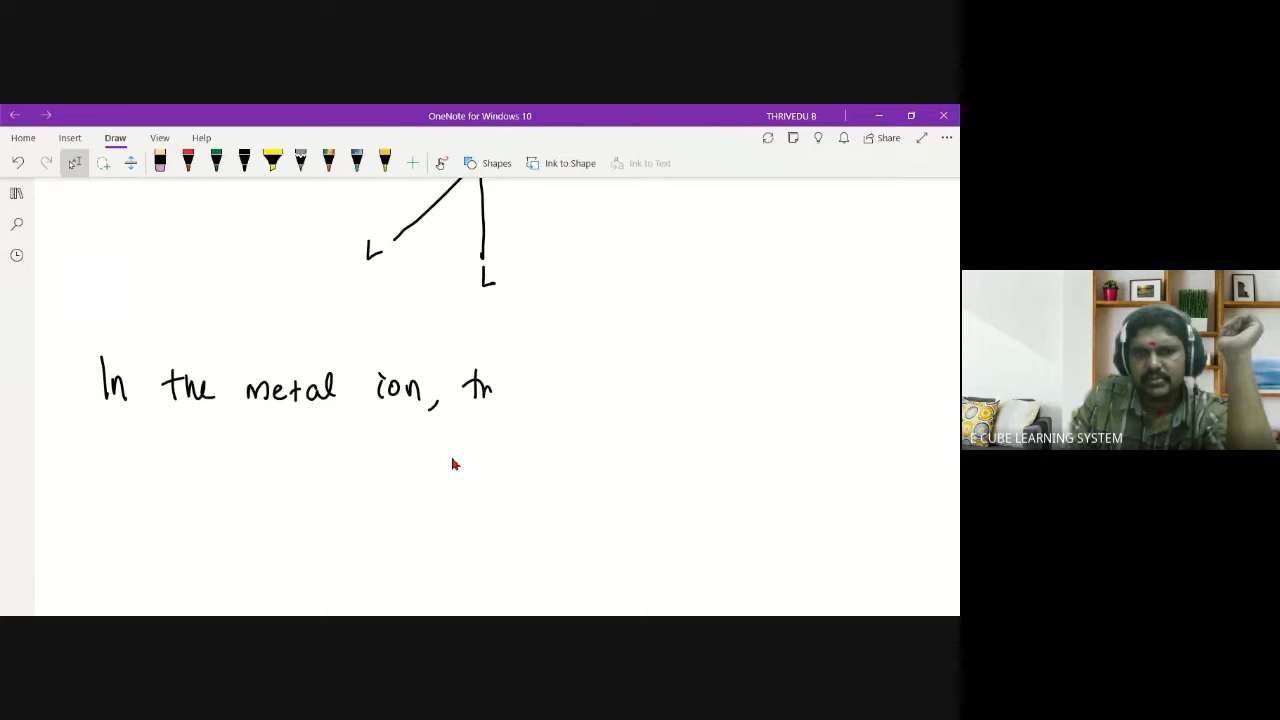 OneNote for Windows 10
THRIVEDU B
Home Insert Draw View Help
Share
Shapes
Ink to Shape
Ink to Text
L
L
In the metal ion, th
E CUBE LEARNING SYSTEM